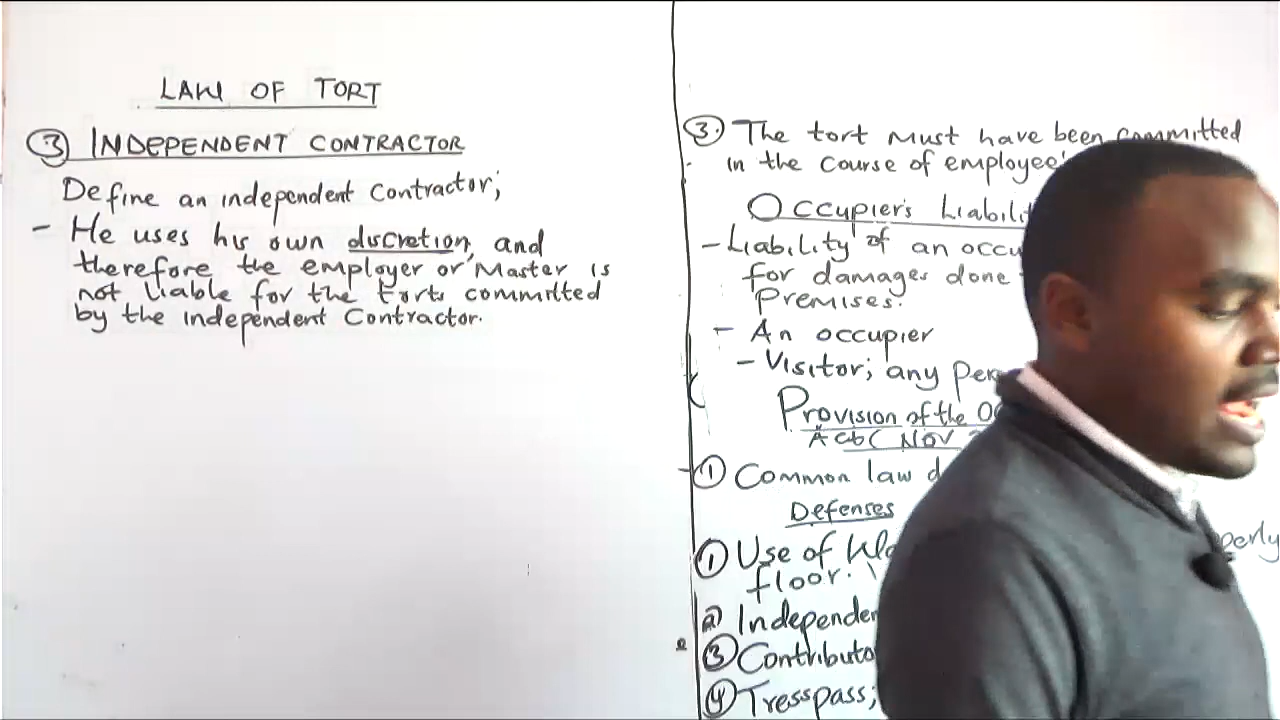 LAW OF TORT
③ INDEPENDENT CONTRACTOR
Define an independent Contractor;
- He uses his own discretion, and
therefore the employer or Master is
not liable for the torts committed
by the independent Contractor.
③. The tort must have been committed
in the course of employee's
Occupier's Liabili
- Liability of an occu
for damages done
Premises.
- An occupier
- Visitor; any per
Provision of the
Act NOV
① Common law d
Defenses
① Use of
floor.
② Independen
③ Contributo
④ Tresspass;
perly